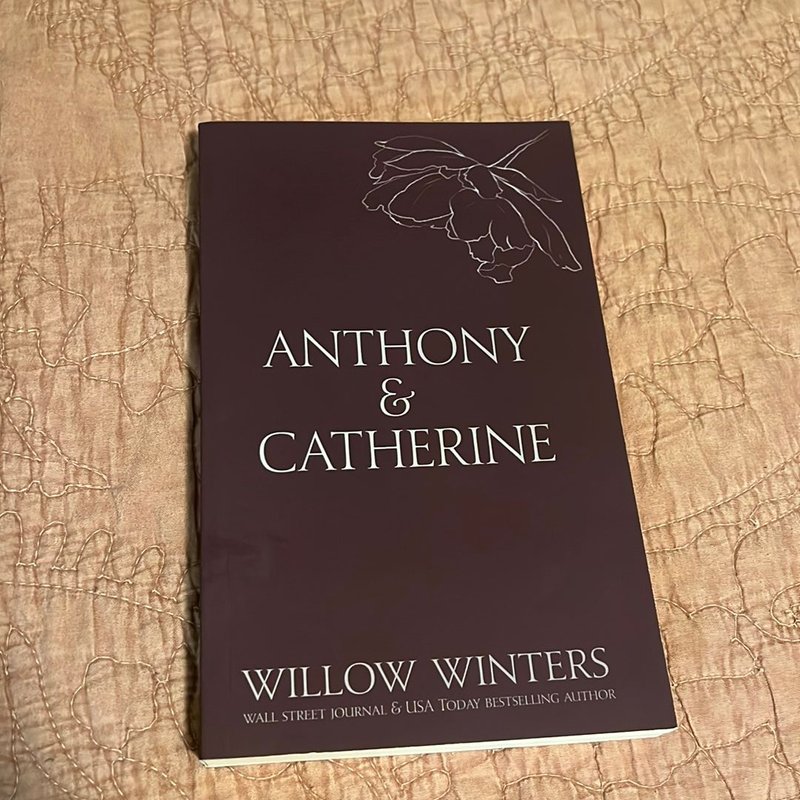 ANTHONY
&
CATHERINE
WILLOW WINTERS
WALL STREET JOURNAL & USA TODAY BESTSELLING AUTHOR